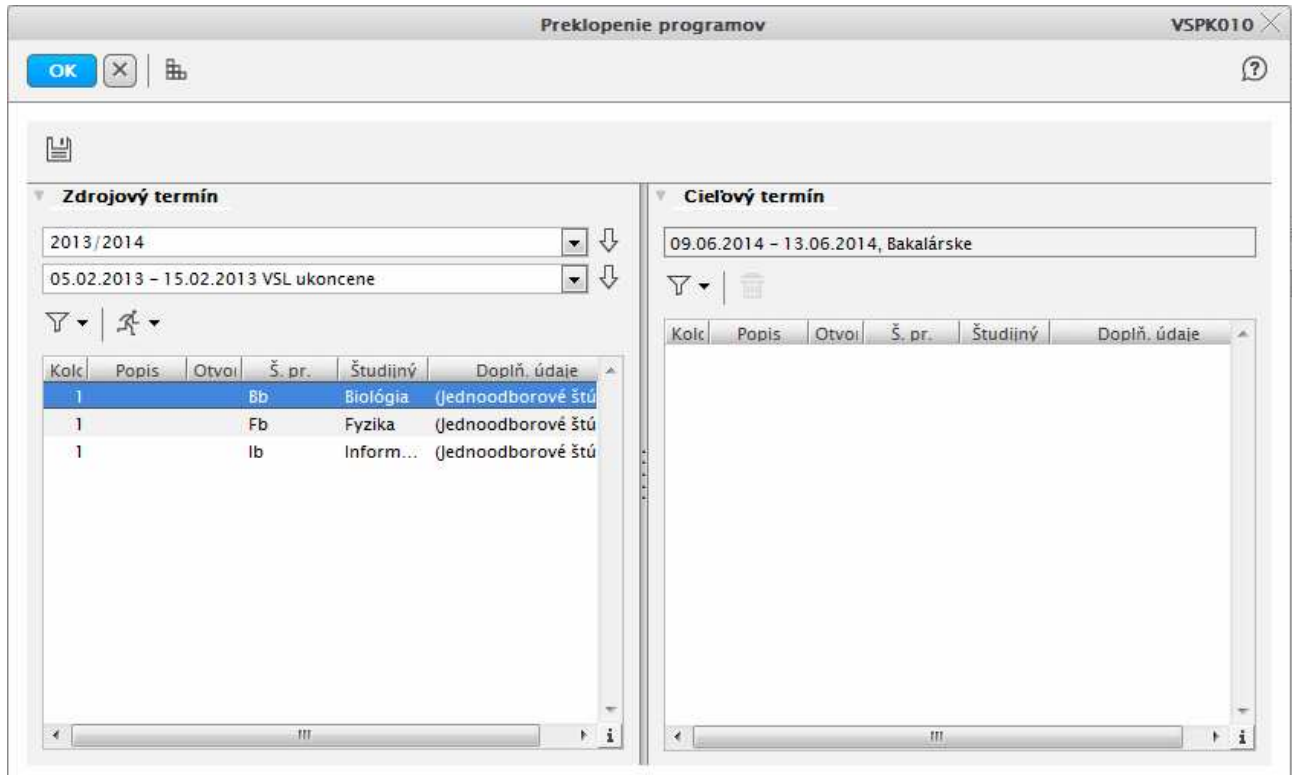 Preklopenie programov VSPK010
OK
Zdrojový termín
2013/2014
05.02.2013 – 15.02.2013 VSL ukoncene
Kolo Popis Otvoi Š. pr. Študijný Doplň. údaje
1 Bb Biológia (Jednoodborové štú
1 Fb Fyzika (Jednoodborové štú
1 Ib Inform... (Jednoodborové štú
Cieľový termín
09.06.2014 – 13.06.2014, Bakalárske
Kolo Popis Otvoi Š. pr. Študijný Doplň. údaje